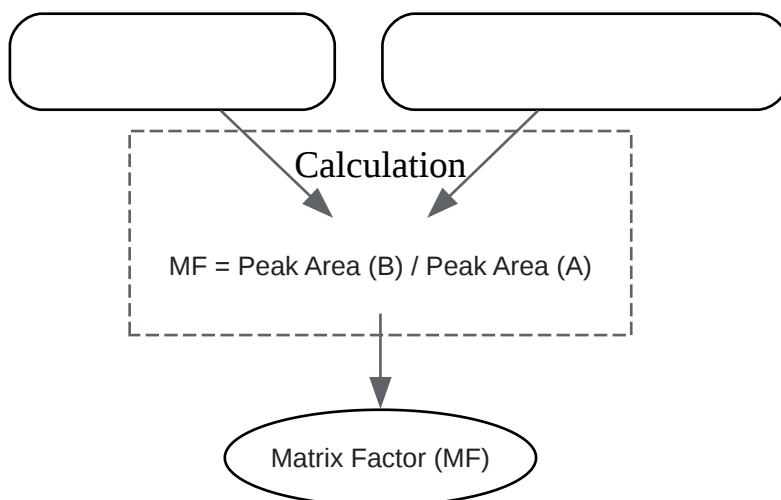 Calculation
MF = Peak Area (B) / Peak Area (A)
Matrix Factor (MF)